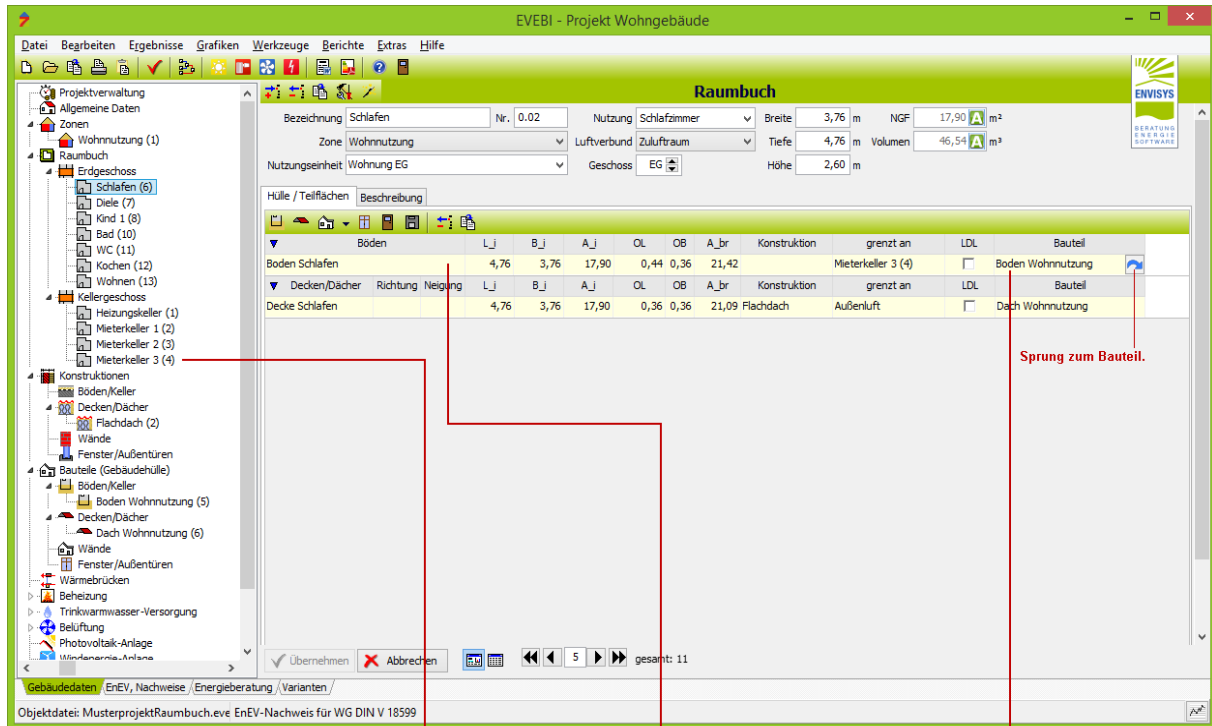 EVEBI - Projekt Wohngebäude
Datei Bearbeiten Ergebnisse Grafiken Werkzeuge Berichte Extras Hilfe
ENVISYS
BERATUNG
ENERGIE
SOFTWARE
Projektverwaltung
Allgemeine Daten
Zonen
Wohnnutzung (1)
Raumbuch
Erdgeschoss
Schlafen (6)
Diele (7)
Kind 1 (8)
Bad (10)
WC (11)
Kochen (12)
Wohnen (13)
Kellergeschoss
Heizungskeller (1)
Mieterkeller 1 (2)
Mieterkeller 2 (3)
Mieterkeller 3 (4)
Konstruktionen
Böden/Keller
Decken/Dächer
Flachdach (2)
Wände
Fenster/Außentüren
Bauteile (Gebäudehülle)
Böden/Keller
Boden Wohnnutzung (5)
Decken/Dächer
Dach Wohnnutzung (6)
Wände
Fenster/Außentüren
Wärmebrücken
Beheizung
Trinkwarmwasser-Versorgung
Belüftung
Photovoltaik-Anlage
Windenergie-Anlage
Raumbuch
Bezeichnung Schlafen Nr. 0.02 Nutzung Schlafzimmer Breite 3,76 m NGF 17,90 A m²
Zone Wohnnutzung Luftverbund Zuluftraum Tiefe 4,76 m Volumen 46,54 A m³
Nutzungseinheit Wohnung EG Geschoss EG Höhe 2,60 m
Hülle / Teilflächen Beschreibung
Böden L_i B_i A_i OL OB A_br Konstruktion grenzt an LDL Bauteil
Boden Schlafen 4,76 3,76 17,90 0,44 0,36 21,42 Mieterkeller 3 (4) Boden Wohnnutzung
Decken/Dächer Richtung Neigung L_i B_i A_i OL OB A_br Konstruktion grenzt an LDL Bauteil
Decke Schlafen 4,76 3,76 17,90 0,36 0,36 21,09 Flachdach Außenluft Dach Wohnnutzung
Sprung zum Bauteil.
Übernehmen Abbrechen 5 gesamt: 11
Gebäudedaten EnEV, Nachweise Energieberatung Varianten
Objektdatei: MusterprojektRaumbuch.eve EnEV-Nachweis für WG DIN V 18599